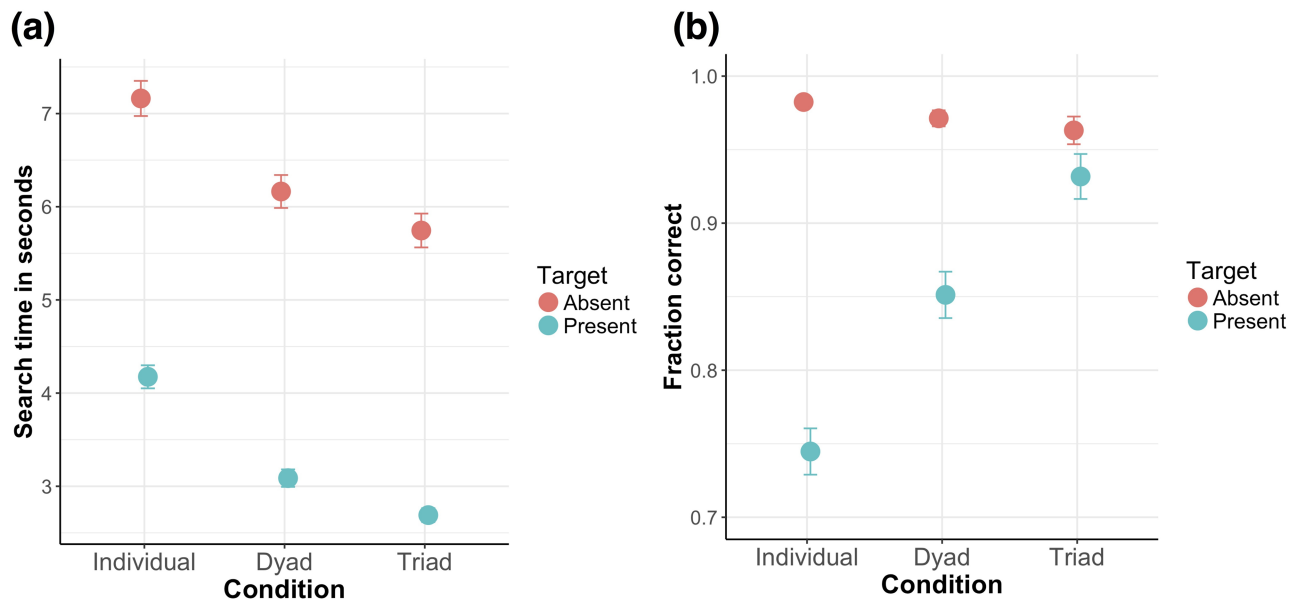 (a)
Search time in seconds
7
6
5
4
3
Individual
Dyad
Triad
Condition
Target
Absent
Present
(b)
Fraction correct
1.0
0.9
0.8
0.7
Individual
Dyad
Triad
Condition
Target
Absent
Present